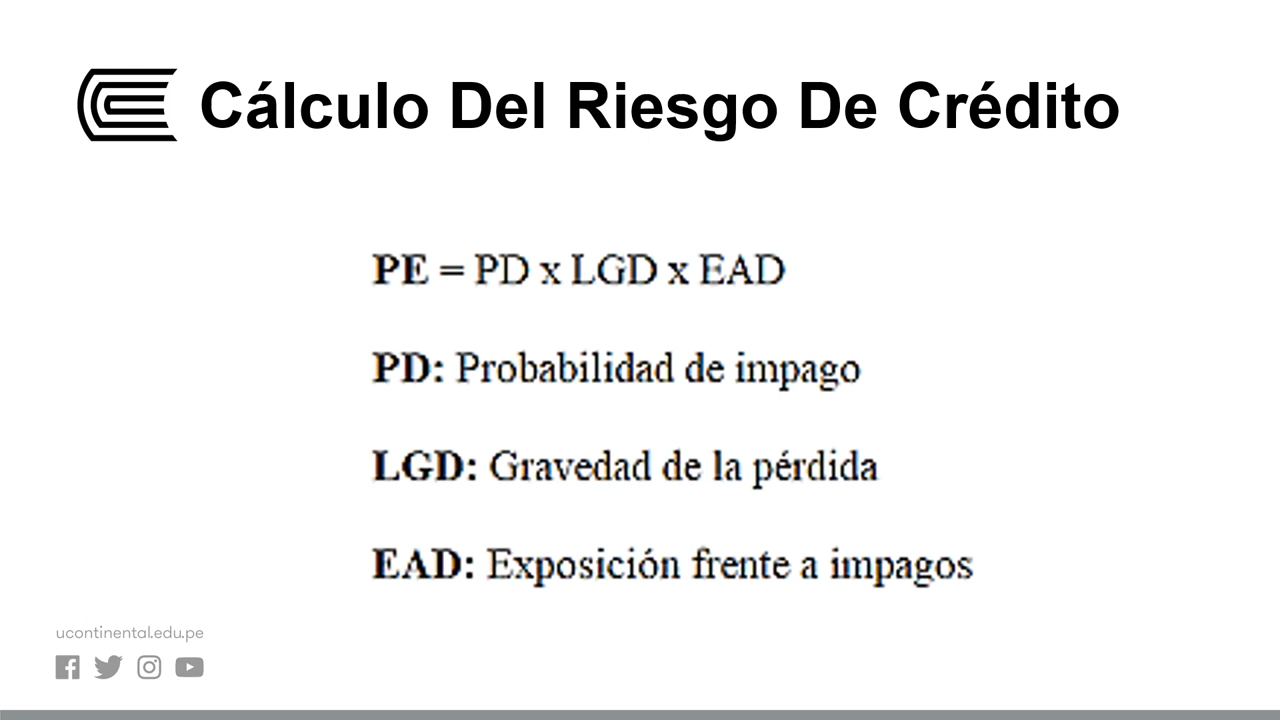 Cálculo Del Riesgo De Crédito
PE = PD x LGD x EAD
PD: Probabilidad de impago
LGD: Gravedad de la pérdida
EAD: Exposición frente a impagos
ucontinental.edu.pe